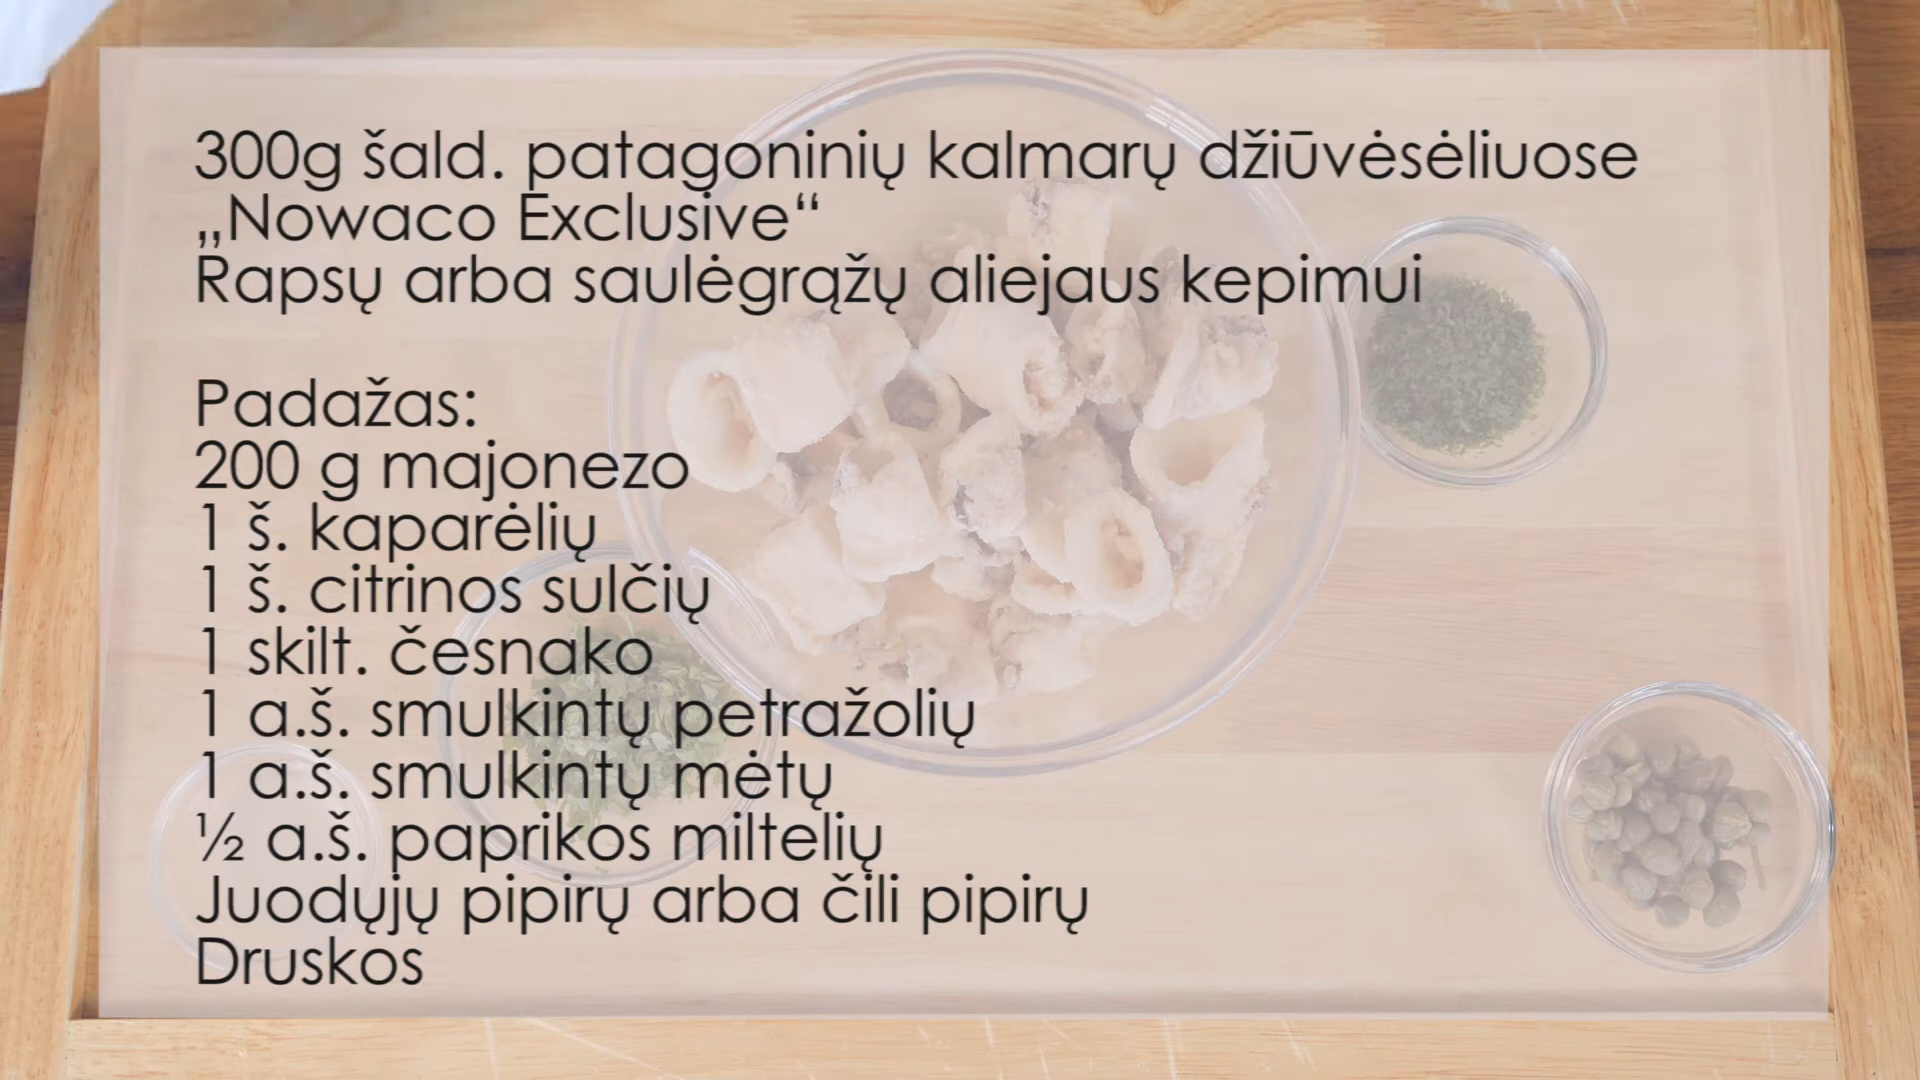 300g šald. patagoninių kalmarų džiūvėsėliuose
„Nowaco Exclusive“
Rapsų arba saulėgrąžų aliejaus kepimui
Padažas:
200 g majonezo
1 š. kaparėlių
1 š. citrinos sulčių
1 skilt. česnako
1 a.š. smulkintų petražolių
1 a.š. smulkintų mėtų
½ a.š. paprikos miltelių
Juodųjų pipirų arba čili pipirų
Druskos